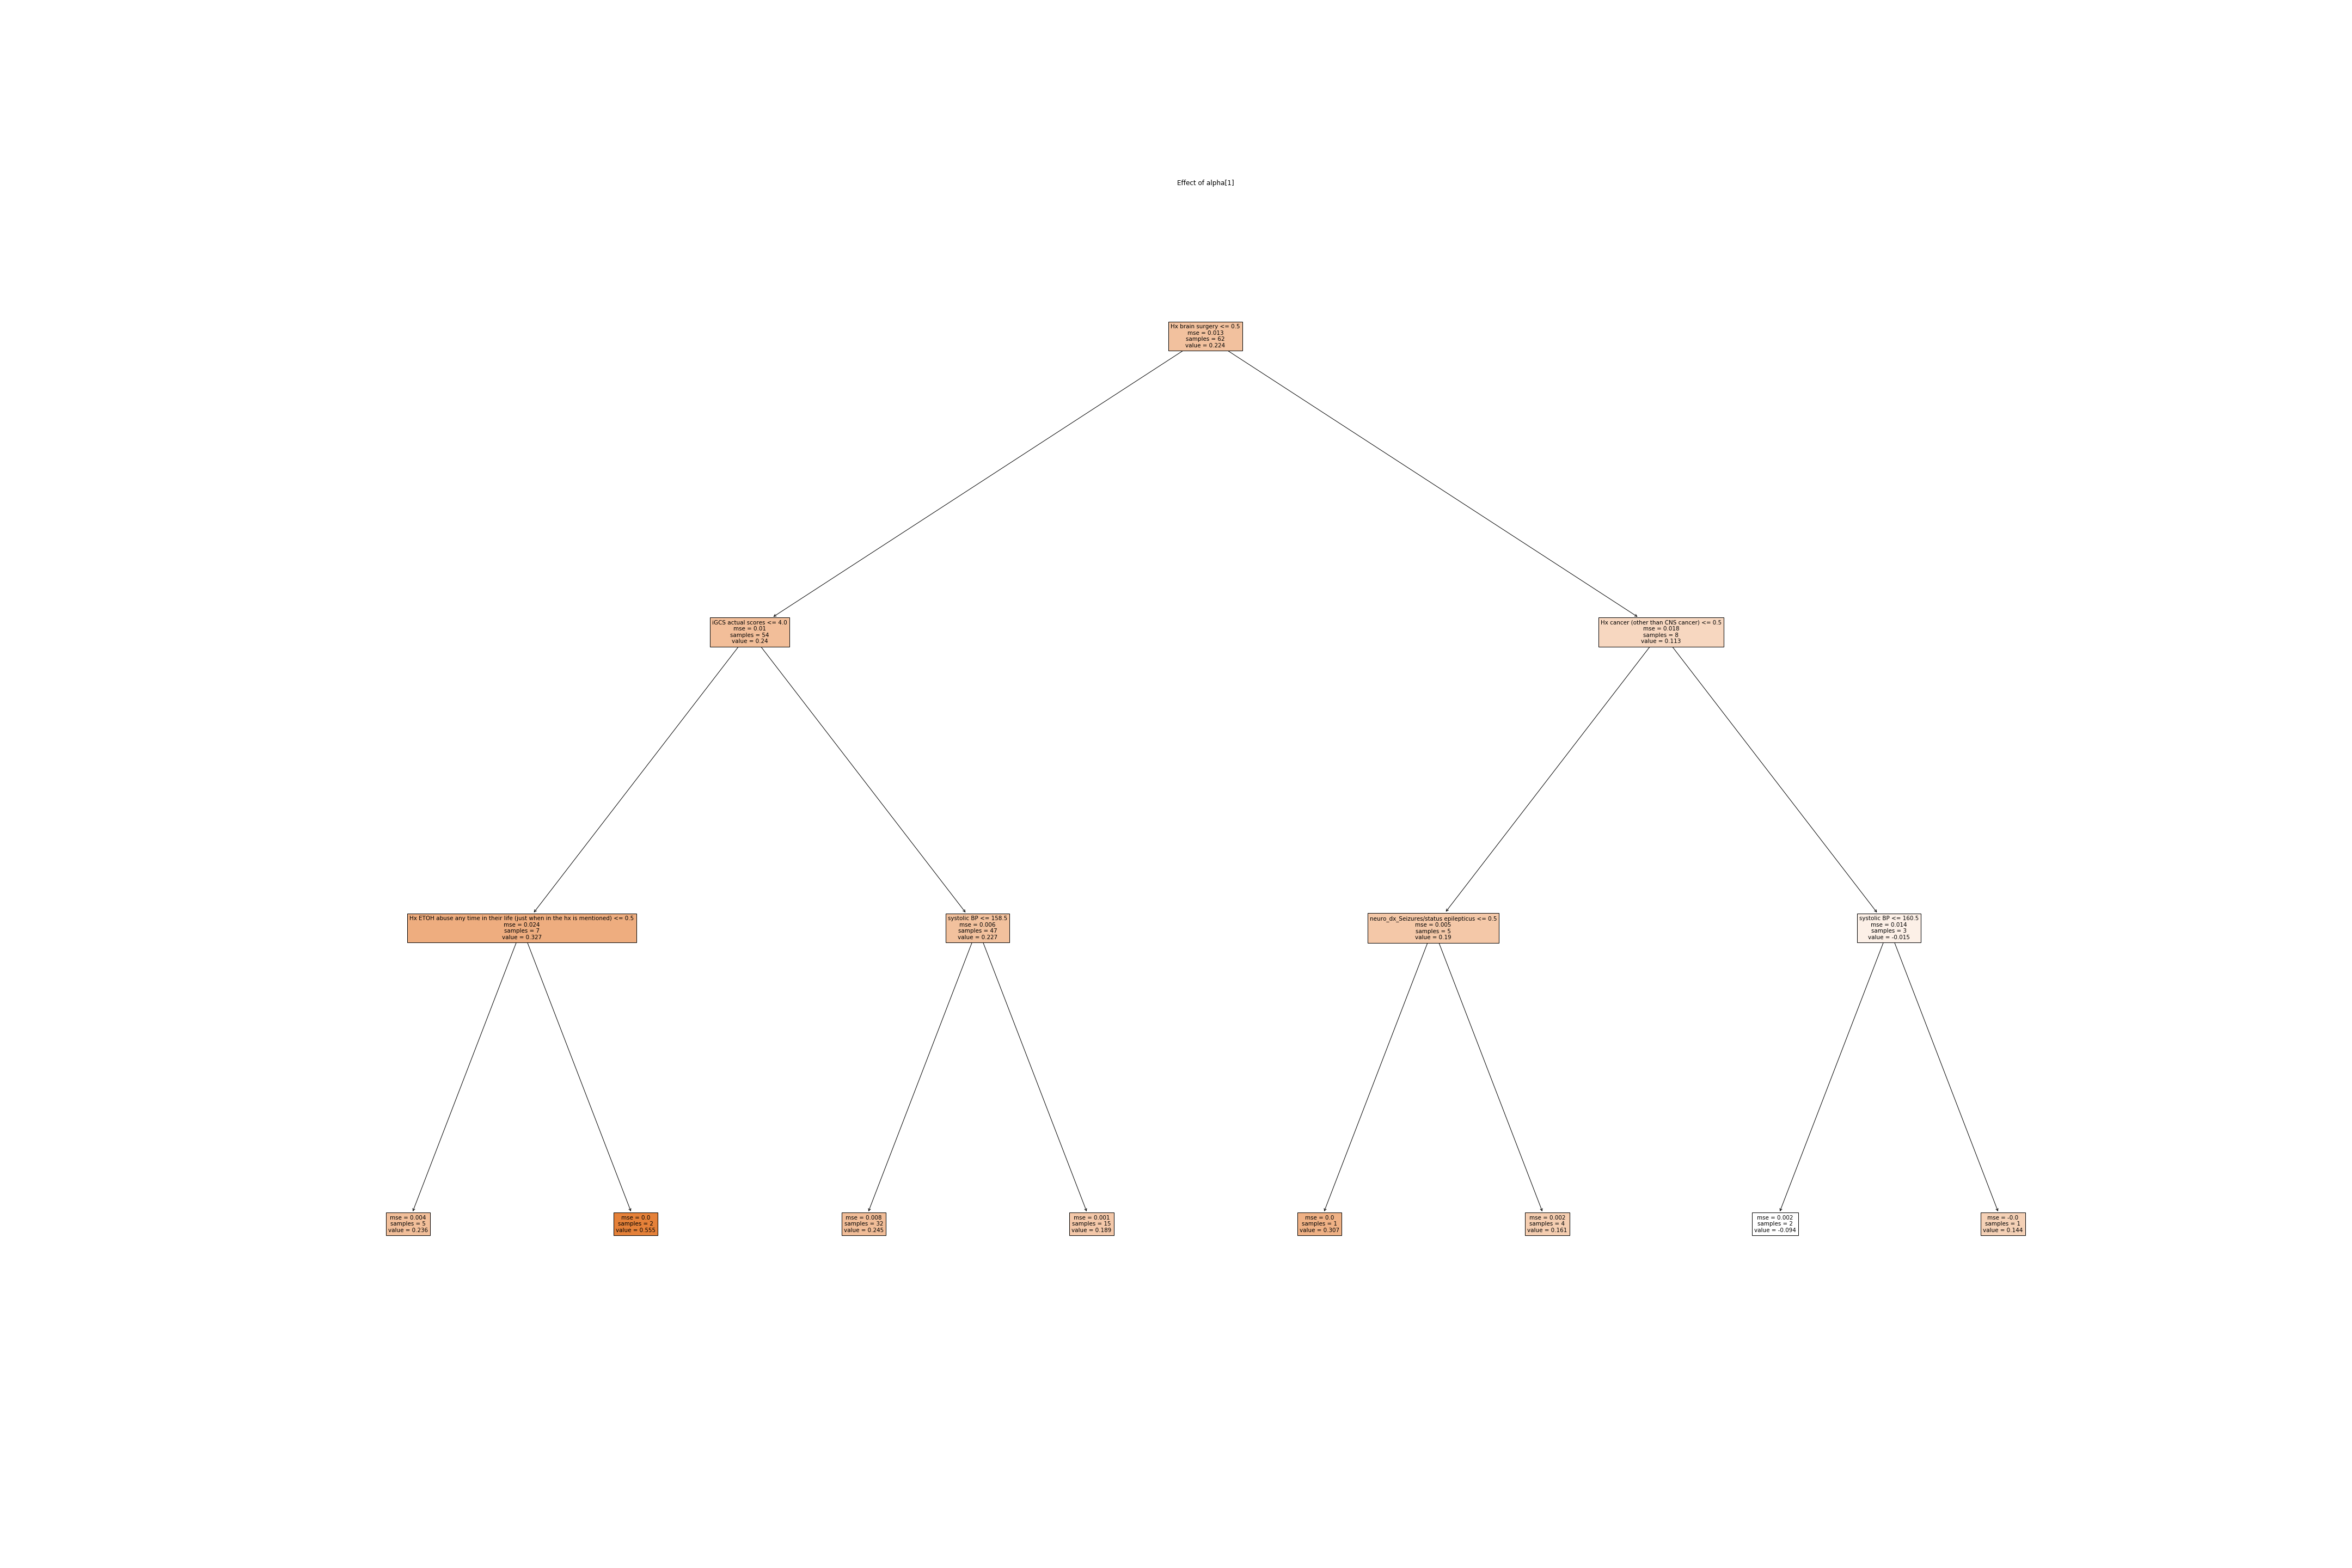 Effect of alpha[1]
Hx brain surgery <= 0.5
mse = 0.013
samples = 62
value = 0.224
iGCS actual scores <= 4.0
mse = 0.01
samples = 54
value = 0.24
Hx cancer (other than CNS cancer) <= 0.5
mse = 0.018
samples = 8
value = 0.113
Hx ETOH abuse any time in their life (just when in the hx is mentioned) <= 0.5
mse = 0.024
samples = 7
value = 0.327
systolic BP <= 158.5
mse = 0.006
samples = 47
value = 0.227
neuro_dx_Seizures/status epilepticus <= 0.5
mse = 0.005
samples = 5
value = 0.19
systolic BP <= 160.5
mse = 0.014
samples = 3
value = -0.015
mse = 0.004
samples = 5
value = 0.236
mse = 0.0
samples = 2
value = 0.555
mse = 0.008
samples = 32
value = 0.245
mse = 0.001
samples = 15
value = 0.189
mse = 0.0
samples = 1
value = 0.307
mse = 0.002
samples = 4
value = 0.161
mse = 0.002
samples = 2
value = -0.094
mse = -0.0
samples = 1
value = 0.144